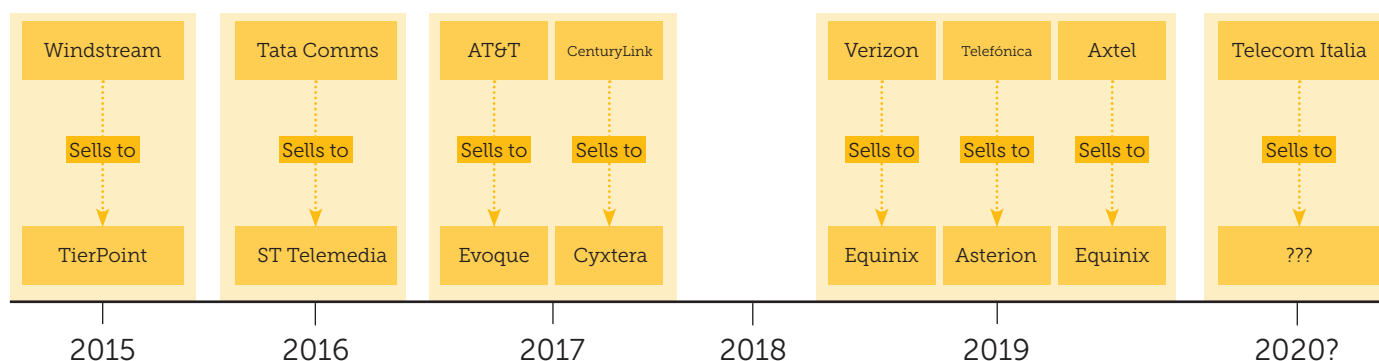 Windstream
Tata Comms
AT&T
CenturyLink
Verizon
Telefónica
Axtel
Telecom Italia
Sells to
Sells to
Sells to
Sells to
Sells to
Sells to
Sells to
Sells to
TierPoint
ST Telemedia
Evoque
Cyxtera
Equinix
Asterion
Equinix
???
2015
2016
2017
2018
2019
2020?